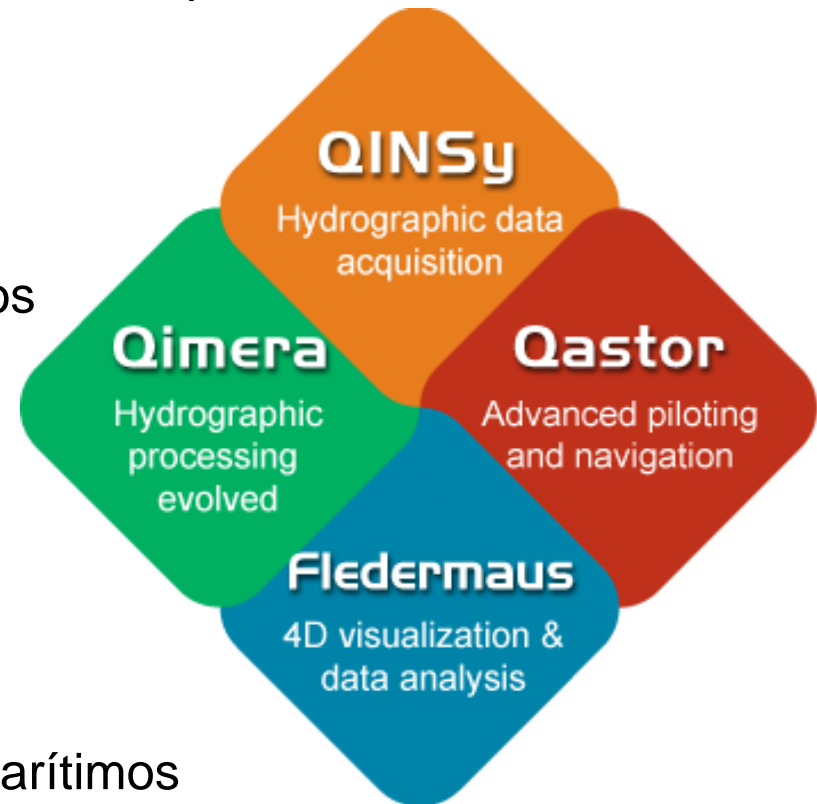 QINSy
Hydrographic data
acquisition
os
Qimera
Hydrographic
processing
evolved
Qastor
Advanced piloting
and navigation
Fledermaus
4D visualization &
data analysis
arítimos